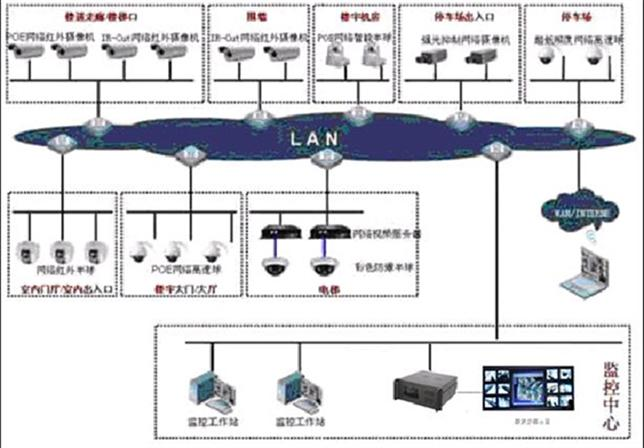 楼道走廊/楼梯口
围墙
楼宇机房
停车场出入口
停车场
POE网络红外摄像机 IR-Cut网络红外摄像机
IR-Cut网络红外摄像机
POE网络智能半球
强光抑制网络摄像机
超低照度网络高速球
LAN
WAN/INTERNE
网络红外半球
室内门厅/室内出入口
POE网络高速球
楼宇大门/大厅
网络视频服务器
彩色防爆半球
电梯
监控工作站
监控工作站
监控中心